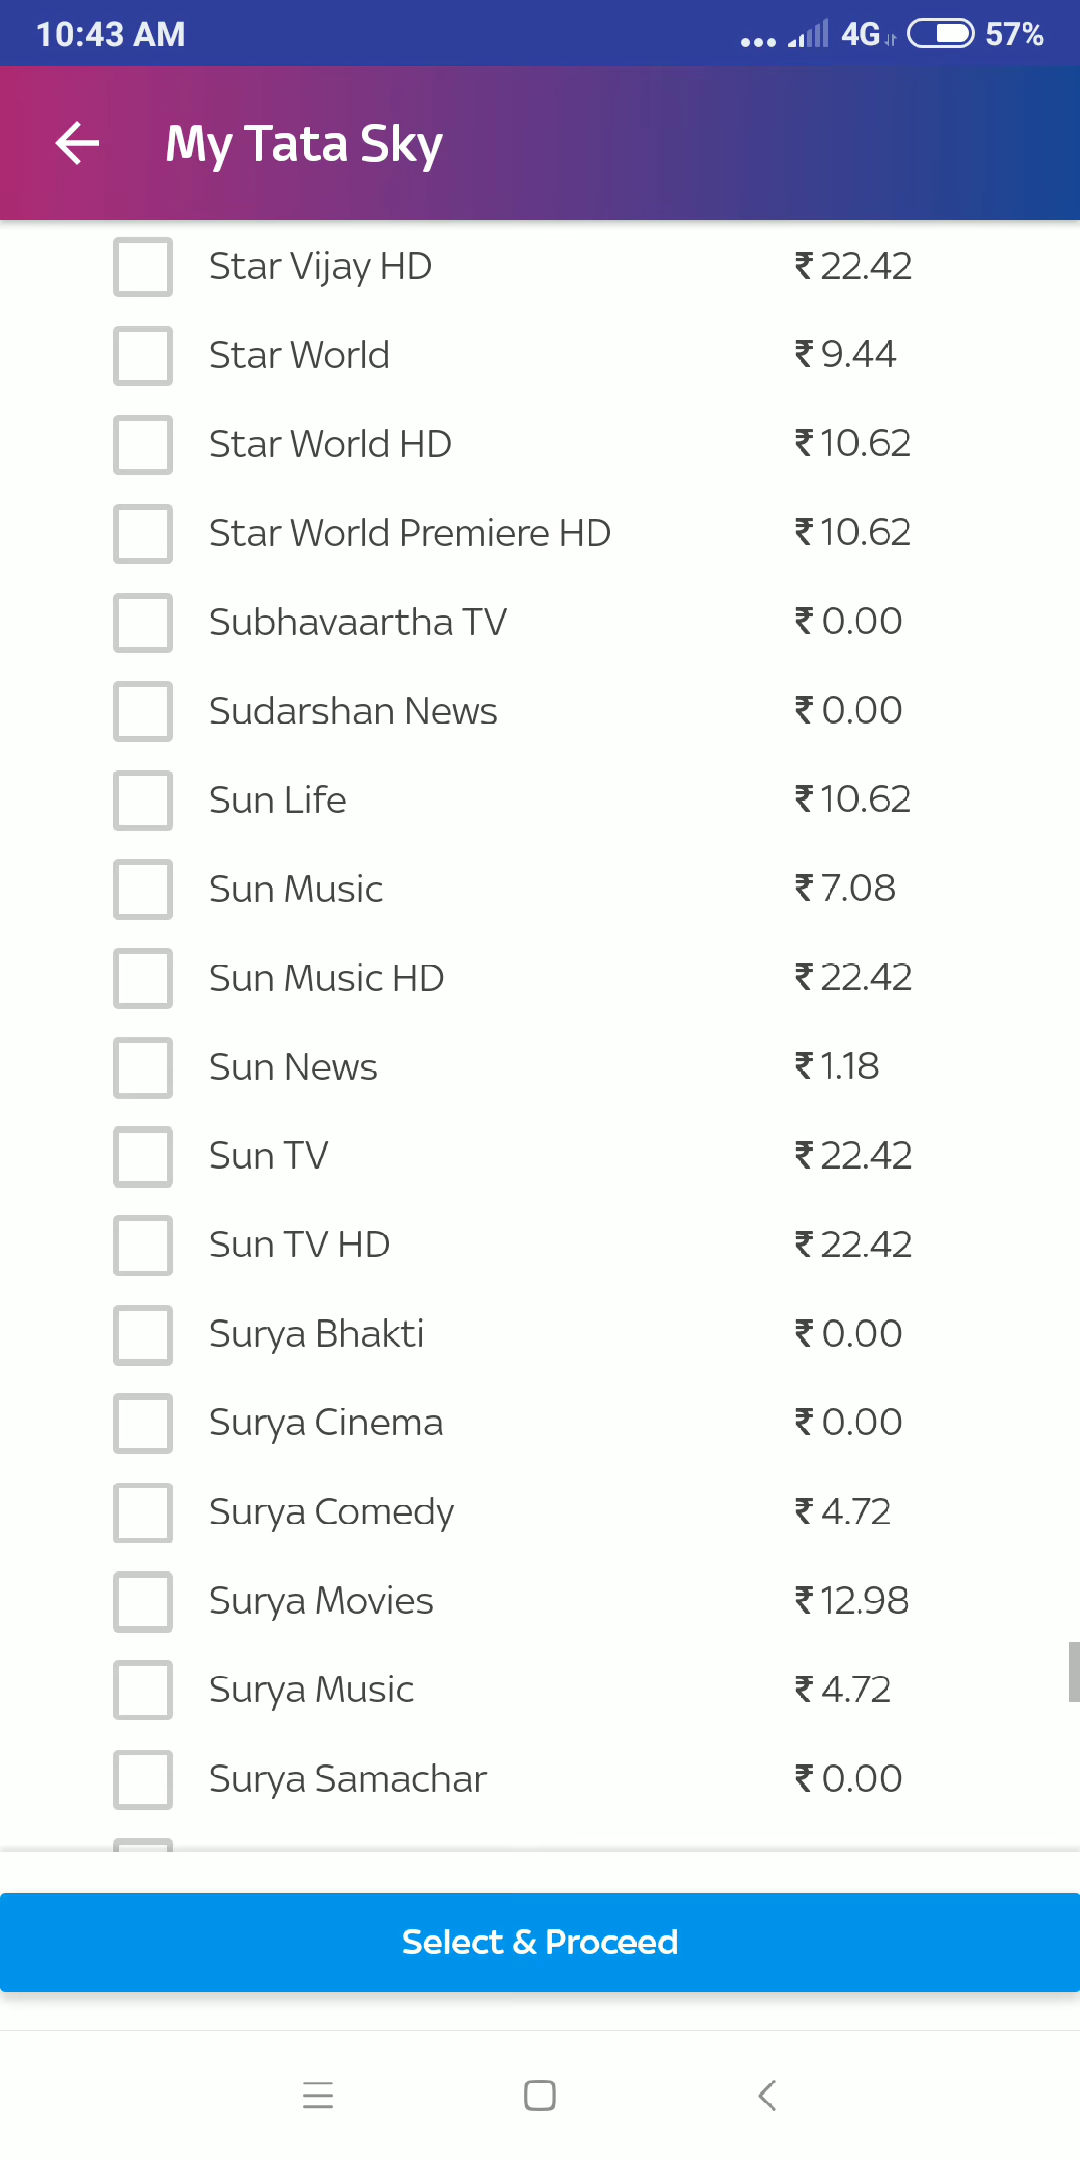 10:43 AM 4G 57%
My Tata Sky
Star Vijay HD ₹ 22.42
Star World ₹ 9.44
Star World HD ₹ 10.62
Star World Premiere HD ₹ 10.62
Subhavaartha TV ₹ 0.00
Sudarshan News ₹ 0.00
Sun Life ₹ 10.62
Sun Music ₹ 7.08
Sun Music HD ₹ 22.42
Sun News ₹ 1.18
Sun TV ₹ 22.42
Sun TV HD ₹ 22.42
Surya Bhakti ₹ 0.00
Surya Cinema ₹ 0.00
Surya Comedy ₹ 4.72
Surya Movies ₹ 12.98
Surya Music ₹ 4.72
Surya Samachar ₹ 0.00
Select & Proceed